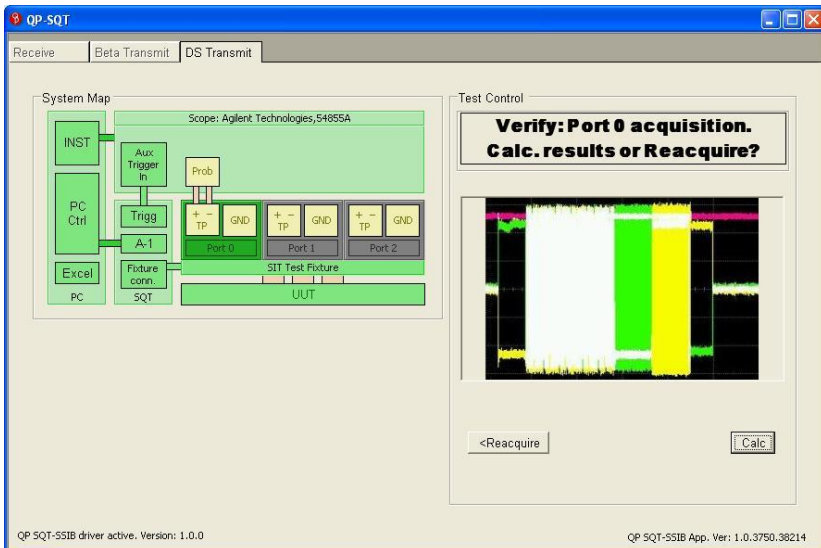 QP-SQT
Receive
Beta Transmit
DS Transmit
System Map
Scope: Agilent Technologies,54855A
INST
Aux
Trigger
In
Prob
PC
Ctrl
Trigg
A-1
+ -
TP
GND
Port 0
+ -
TP
GND
Port 1
+ -
TP
GND
Port 2
Excel
PC
Fixture
conn.
SQT
SIT Test Fixture
UUT
Test Control
Verify: Port 0 acquisition.
Calc. results or Reacquire?
<Reacquire
Calc
QP SQT-SSIB driver active. Version: 1.0.0
QP SQT-SSIB App. Ver: 1.0.3750.38214